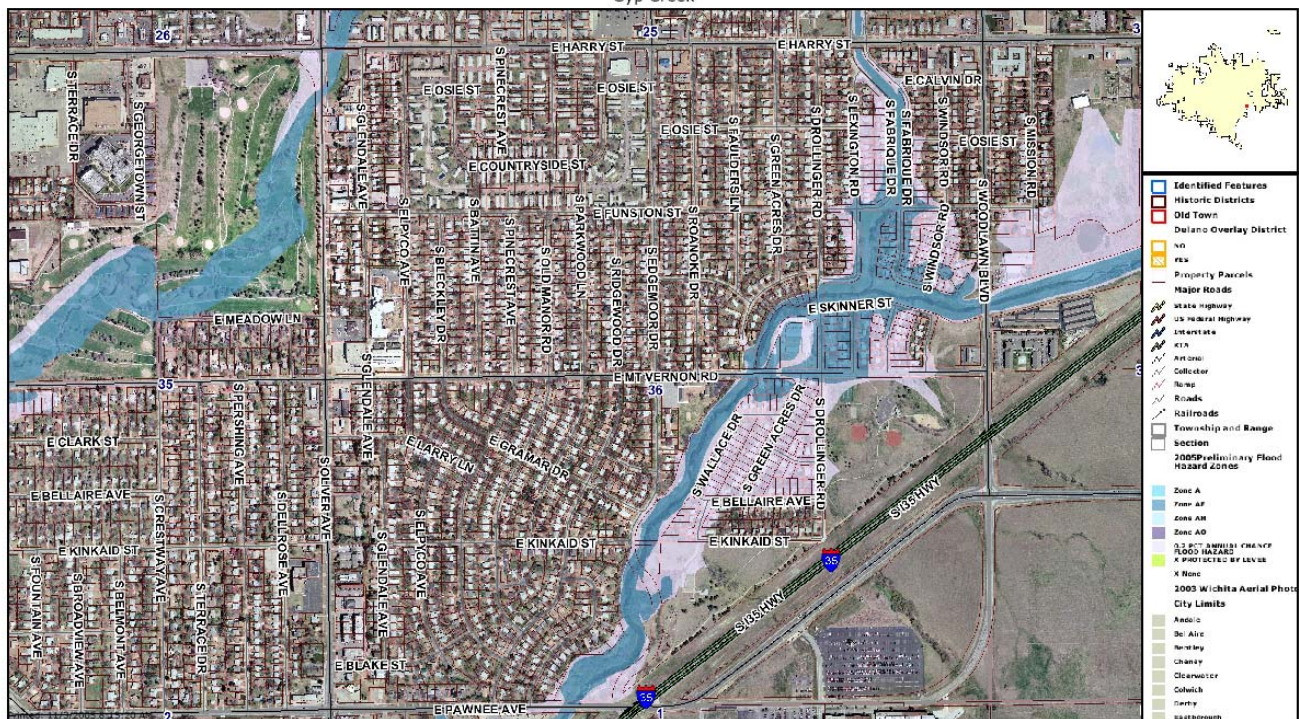 Gyp Creek
26
25
3
E HARRY ST
E HARRY ST
S TERRACE DR
S GEORGETOWN ST
S GLENDALE AVE
S PINECREST AVE
E OSIE ST
E OSIE ST
E OSIE ST
E CALVIN DR
E OSIE ST
S FAULDERS LN
S GREEN ACRES DR
S DROLLINGER RD
S LEXINGTON RD
S FABRIQUE DR
S FABRIQUE DR
S WINDSOR RD
S MISSION RD
E COUNTRYSIDE ST
E FUNSTON ST
S EPYCO AVE
S BLECKLEY DR
S BATTIN AVE
S PINECREST AVE
S OLD MANOR RD
S PARKWOOD LN
S RIDGEWOOD DR
S EDGEMOOR DR
S ROANOKE DR
S WINDSOR RD
S WOODLAWN BLVD
E SKINNER ST
E MEADOW LN
35
S GLENDALE AVE
E MT VERNON RD
36
3
E CLARK ST
S PERSHING AVE
E LARRY LN
E GRAMAR DR
S WALLACE DR
S GREEN ACRES DR
S DROLLINGER RD
E BELLAIRE AVE
E BELLAIRE AVE
S CRESTWAY AVE
S DELLROSE AVE
S OLIVER AVE
E KINKAID ST
E KINKAID ST
E KINKAID ST
S GLENDALE AVE
S EPYCO AVE
S I35 HWY
35
S I35 HWY
S FOUNTAIN AVE
S BROADVIEW AVE
S BELMONT AVE
S TERRACE DR
E BLAKE ST
E PAWNEE AVE
35
2
1
Identified Features
Historic Districts
Old Town
Delano Overlay District
NO
YES
Property Parcels
Major Roads
State Highway
US Federal Highway
Interstate
KTA
Arterial
Collector
Ramp
Roads
Railroads
Township and Range
Section
2005Preliminary Flood
Hazard Zones
Zone A
Zone AE
Zone AH
Zone AO
0.2 PCT ANNUAL CHANCE
FLOOD HAZARD
X PROTECTED BY LEVEE
X None
2003 Wichita Aerial Photo
City Limits
Andale
Bel Aire
Bentley
Cheney
Clearwater
Colwich
Derby
Eastborough